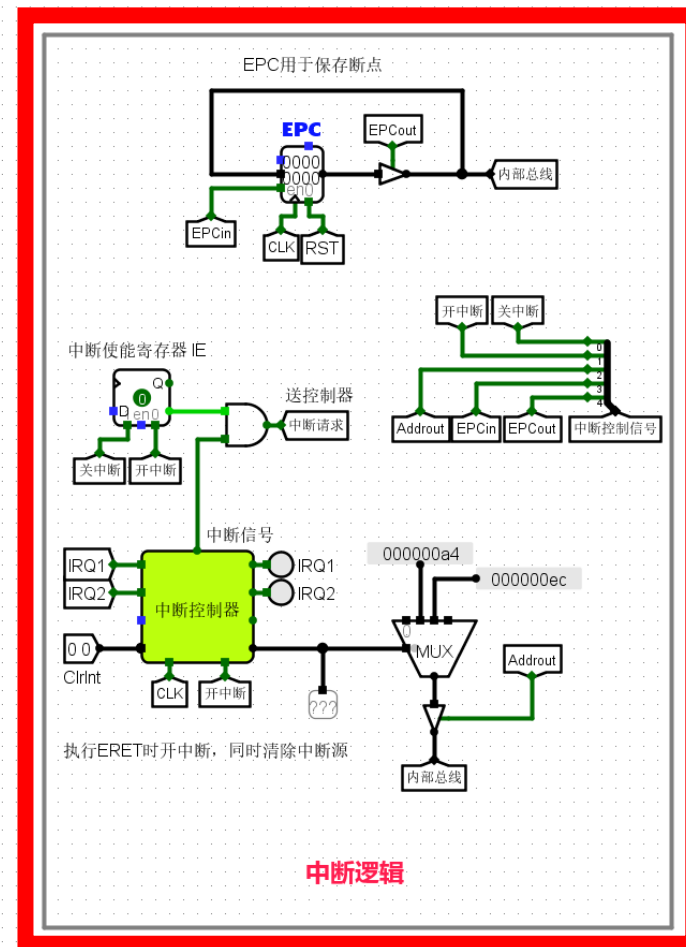 EPC用于保存断点
EPC
EPCout
0000
0000
en0
内部总线
EPCin
CLK
RST
开中断
关中断
中断使能寄存器 IE
0
1
2
3
4
Q
0
D
en0
送控制器
中断请求
Addrout
EPCin
EPCout
中断控制信号
关中断
开中断
中断信号
000000a4
IRQ1
IRQ1
000000ec
IRQ2
IRQ2
中断控制器
0
MUX
0 0
Addrout
ClrInt
CLK
开中断
???
执行ERET时开中断，同时清除中断源
内部总线
中断逻辑